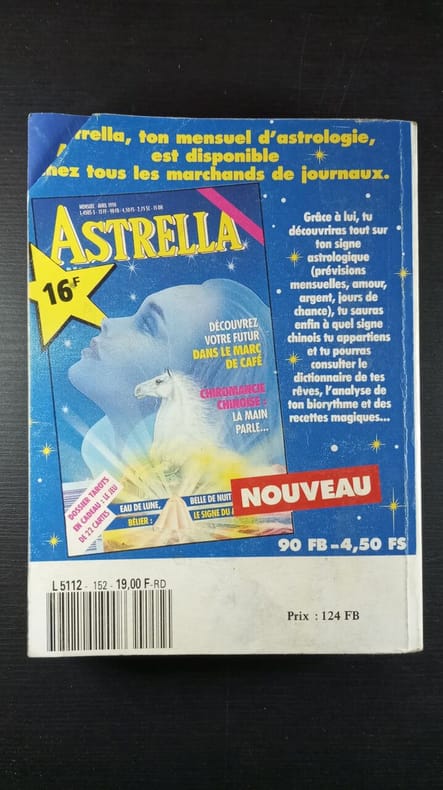 rrella, ton mensuel d'astrologie,
est disponible
hez tous les marchands de journaux.
ASTRELLA
16F
DÉCOUVREZ
VOTRE FUTUR
DANS LE MARC
DE CAFÉ
CHIROMANCIE
CHINOISE :
LA MAIN
PARLE...
DOSSIER TAROTS
EN CADEAU : LE JEU
DE 22 CARTES
EAU DE LUNE,
BELLE DE NUIT
BÉLIER :
LE SIGNE DU
NOUVEAU
Grâce à lui, tu
découvriras tout sur
ton signe
astrologique
(prévisions
mensuelles, amour,
argent, jours de
chance), tu sauras
enfin à quel signe
chinois tu appartiens
et tu pourras
consulter le
dictionnaire de tes
rêves, l'analyse de
ton biorythme et des
recettes magiques...
90 FB-4,50 FS
L 5112 - 152 - 19,00 F-RD
Prix : 124 FB